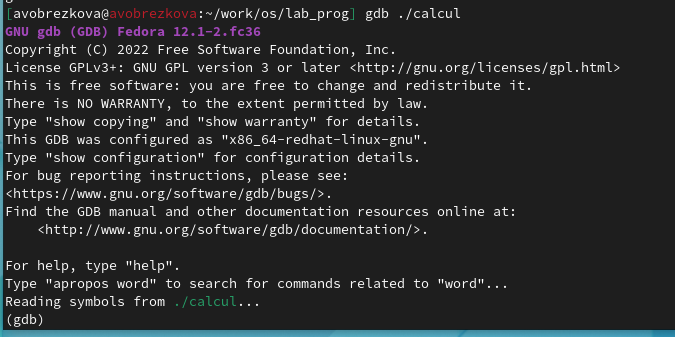 [avobrezkova@avobrezkova:~/work/os/lab_prog] gdb ./calcul
GNU gdb (GDB) Fedora 12.1-2.fc36
Copyright (C) 2022 Free Software Foundation, Inc.
License GPLv3+: GNU GPL version 3 or later <http://gnu.org/licenses/gpl.html>
This is free software: you are free to change and redistribute it.
There is NO WARRANTY, to the extent permitted by law.
Type "show copying" and "show warranty" for details.
This GDB was configured as "x86_64-redhat-linux-gnu".
Type "show configuration" for configuration details.
For bug reporting instructions, please see:
<https://www.gnu.org/software/gdb/bugs/>.
Find the GDB manual and other documentation resources online at:
    <http://www.gnu.org/software/gdb/documentation/>.

For help, type "help".
Type "apropos word" to search for commands related to "word"...
Reading symbols from ./calcul...
(gdb)